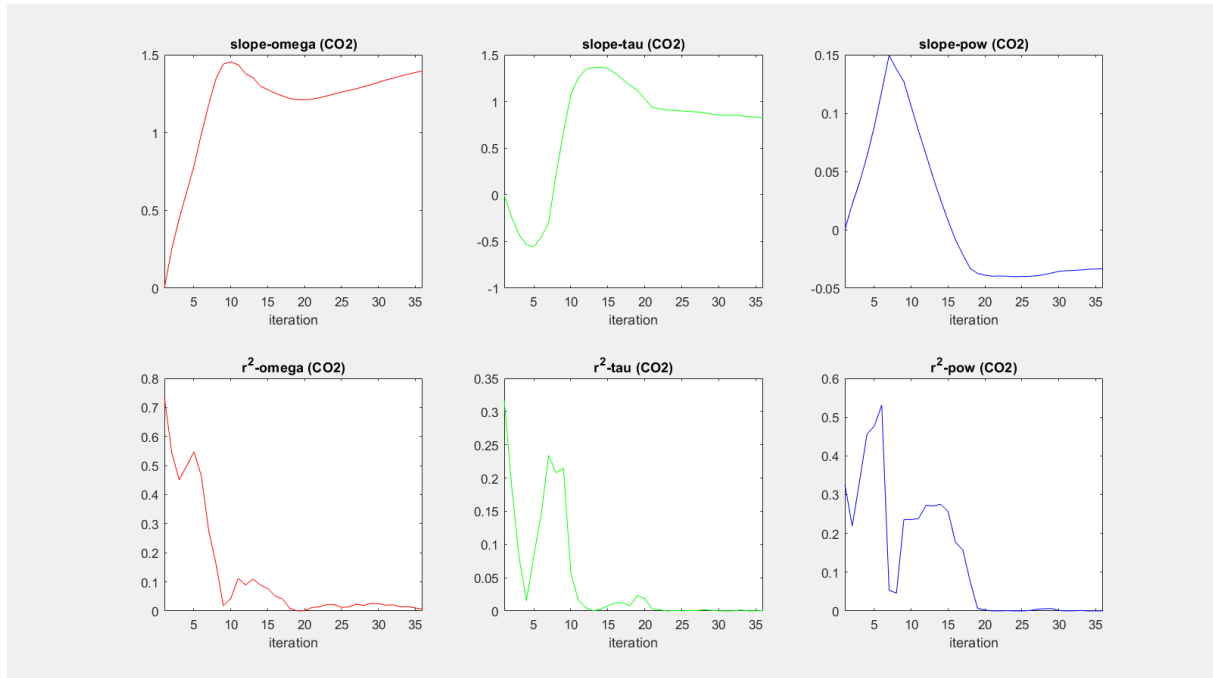 slope-omega (CO2)
1.5
1
0.5
0
5 10 15 20 25 30 35
iteration
slope-tau (CO2)
1.5
1
0.5
0
-0.5
-1
5 10 15 20 25 30 35
iteration
slope-pow (CO2)
0.15
0.1
0.05
0
-0.05
5 10 15 20 25 30 35
iteration
r²-omega (CO2)
0.8
0.7
0.6
0.5
0.4
0.3
0.2
0.1
0
5 10 15 20 25 30 35
iteration
r²-tau (CO2)
0.35
0.3
0.25
0.2
0.15
0.1
0.05
0
5 10 15 20 25 30 35
iteration
r²-pow (CO2)
0.6
0.5
0.4
0.3
0.2
0.1
0
5 10 15 20 25 30 35
iteration